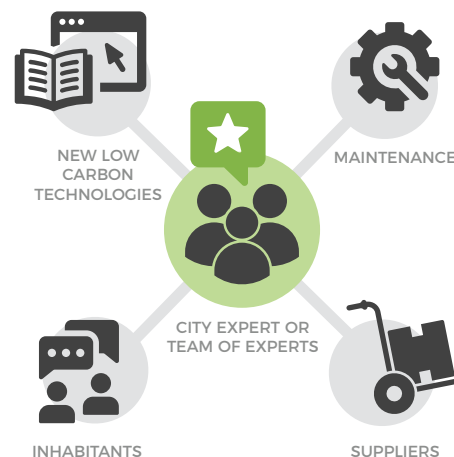 NEW LOW
CARBON
TECHNOLOGIES
MAINTENANCE
CITY EXPERT OR
TEAM OF EXPERTS
INHABITANTS
SUPPLIERS